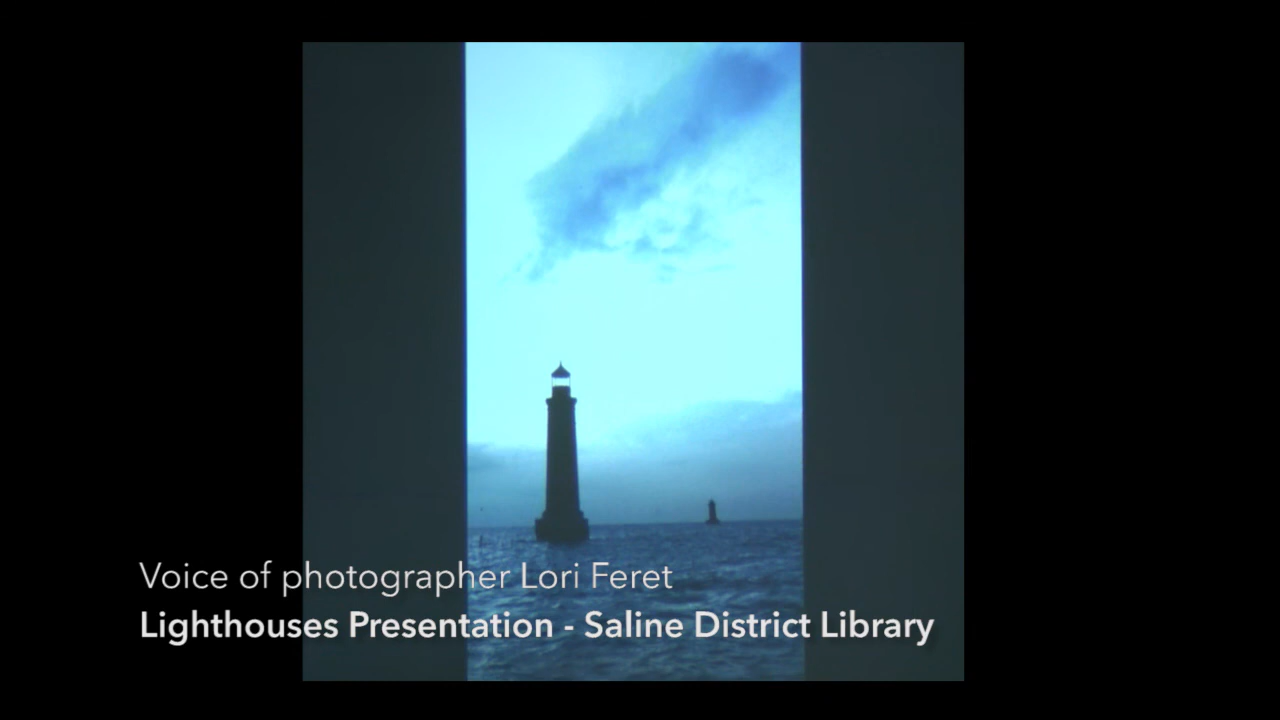 Voice of photographer Lori Feret
Lighthouses Presentation - Saline District Library